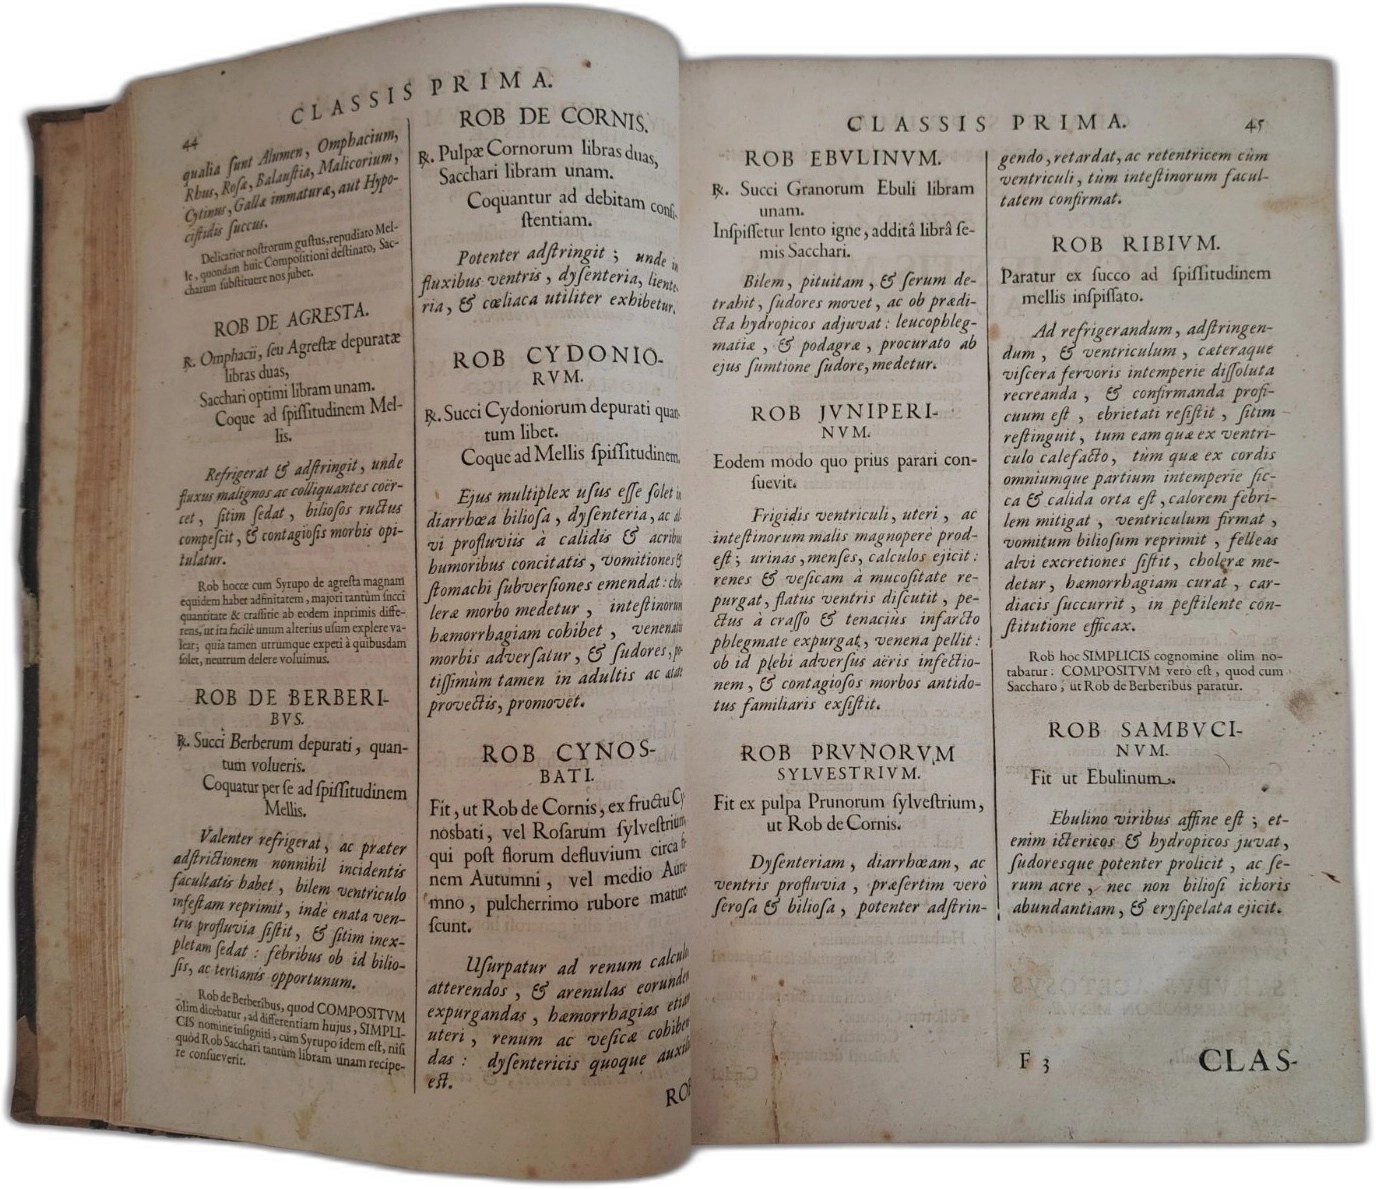 44
CLASSIS PRIMA.
qualia ſunt Alumen, Omphacium,
Rhus, Roſæ, Balauſtia, Malicorium,
Cytinus, Gallæ immaturæ, aut Hypo-
ciſtidis ſuccus.
Delicatior noſtrorum guſtus, repudiato Mel-
le, quondam huic Compoſitioni deſtinato, Sac-
charum ſubſtituere nos jubet.
ROB DE AGRESTA.
℞. Omphacii, ſeu Agreſtæ depuratæ
libras duas,
Sacchari optimi libram unam.
Coque ad ſpiſſitudinem Mel-
lis.
Refrigerat & adſtringit, unde
fluxus malignos ac colliquantes coër-
cet, ſitim ſedat, bilioſos ructus
compeſcit, & contagioſis morbis opi-
tulatur.
Rob hocce cum Syrupo de agreſta magnam
equidem habet adfinitatem, majori tantùm ſucci
quantitate & craſſitie ab eodem inprimis diffe-
rens, ut ita facilè unum alterius uſum explere va-
leat; quia tamen utrumque expeti à quibusdam
ſolet, neutrum delere voluimus.
ROB DE BERBERI-
BVS.
℞. Succi Berberum depurati, quan-
tum volueris.
Coquatur per ſe ad ſpiſſitudinem
Mellis.
Valenter refrigerat, ac præter
adſtrictionem nonnihil incidentis
facultatis habet, bilem ventriculo
infeſtam reprimit, indè enata ven-
tris profluvia ſiſtit, & ſitim inex-
pletam ſedat: febribus ob id bilio-
ſis, ac tertianis opportunum.
Rob de Berberibus, quod COMPOSITVM
olim dicebatur, ad differentiam hujus, SIMPLI-
CIS nomine inſigniti, cum Syrupo idem eſt, niſi
quòd Rob Sacchari tantùm libram unam recipe-
re conſueverit.
ROB DE CORNIS.
℞. Pulpæ Cornorum libras duas,
Sacchari libram unam.
Coquantur ad debitam conſi-
ſtentiam.
Potenter adſtringit; unde in
fluxibus ventris, dyſenteria, liente-
ria, & cœliaca utiliter exhibetur.
ROB CYDONIO-
RVM.
℞. Succi Cydoniorum depurati quan-
tum libet.
Coque ad Mellis ſpiſſitudinem.
Ejus multiplex uſus eſſe ſolet in
diarrhœa bilioſa, dyſenteria, ac al-
vi profluviis à calidis & acribus
humoribus concitatis, vomitiones &
ſtomachi ſubverſiones emendat: cho-
leræ morbo medetur, inteſtinorum
hæmorrhagiam cohibet, venenatis
morbis adverſatur, & ſudores, po-
tiſſimum tamen in adultis ac ætate
provectis, promovet.
ROB CYNOS-
BATI.
Fit, ut Rob de Cornis, ex fructu Cy-
nosbati, vel Roſarum ſylveſtrium
qui poſt florum defluvium circa fi-
nem Autumni, vel medio Autu-
mno, pulcherrimo rubore mature-
ſcunt.
Uſurpatur ad renum calculos
atterendos, & arenulas eorundem
expurgandas, hæmorrhagias etiam
uteri, renum ac veſicæ cohiben-
das: dyſentericis quoque auxilio
eſt.
ROB
CLASSIS PRIMA.
45
ROB EBVLINVM.
℞. Succi Granorum Ebuli libram
unam.
Inſpiſſetur lento igne, additâ librâ ſe-
mis Sacchari.
Bilem, pituitam, & ſerum de-
trahit, ſudores movet, ac ob prædi-
cta hydropicos adjuvat: leucophleg-
matiæ, & podagræ, procurato ab
ejus ſumtione ſudore, medetur.
ROB JVNIPERI-
NVM.
Eodem modo quo prius parari con-
ſuevit.
Frigidis ventriculi, uteri, ac
inteſtinorum malis magnoperè prod-
eſt; urinas, menſes, calculos ejicit:
renes & veſicam à mucoſitate re-
purgat, flatus ventris diſcutit, pe-
ctus à craſſo & tenaciùs infarcto
phlegmate expurgat, venena pellit:
ob id plebi adverſus aëris infectio-
nem, & contagioſos morbos antido-
tus familiaris exſiſtit.
ROB PRVNORVM
SYLVESTRIVM.
Fit ex pulpa Prunorum ſylveſtrium,
ut Rob de Cornis.
Dyſenteriam, diarrhœam, ac
ventris profluvia, præſertim verò
ſeroſa & bilioſa, potenter adſtrin-
gendo, retardat, ac retentricem cùm
ventriculi, tùm inteſtinorum facul-
tatem confirmat.
ROB RIBIVM.
Paratur ex ſucco ad ſpiſſitudinem
mellis inſpiſſato.
Ad refrigerandum, adſtringen-
dum, & ventriculum, cæteraque
viſcera fervoris intemperie diſſoluta
recreanda, & confirmanda profi-
cuum eſt, ebrietati reſiſtit, ſitim
reſtinguit, tum eam quæ ex ventri-
culo calefacto, tùm quæ ex cordis
omniumque partium intemperie ſic-
ca & calida orta eſt, calorem febri-
lem mitigat, ventriculum firmat,
vomitum bilioſum reprimit, felleas
alvi excretiones ſiſtit, choleræ me-
detur, hæmorrhagiam curat, car-
diacis ſuccurrit, in peſtilente con-
ſtitutione efficax.
Rob hoc SIMPLICIS cognomine olim no-
tabatur: COMPOSITVM verò eſt, quod cum
Saccharo, ut Rob de Berberibus paratur.
ROB SAMBVCI-
NVM.
Fit ut Ebulinum.
Ebulino viribus affine eſt; et-
enim ictericos & hydropicos juvat,
ſudoresque potenter prolicit, ac ſe-
rum acre, nec non bilioſi ichoris
abundantiam, & eryſipelata ejicit.
F 3
CLAS-